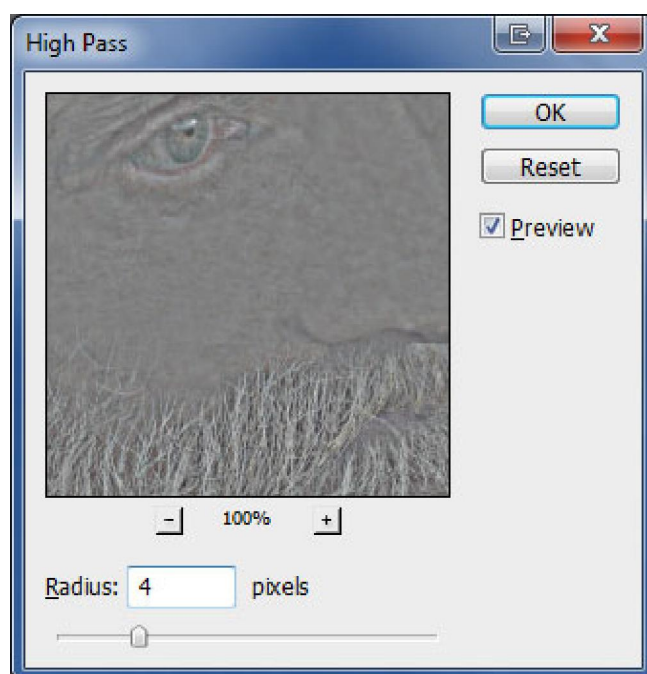 High Pass
OK
Reset
Preview
- 100% +
Radius: 4 pixels